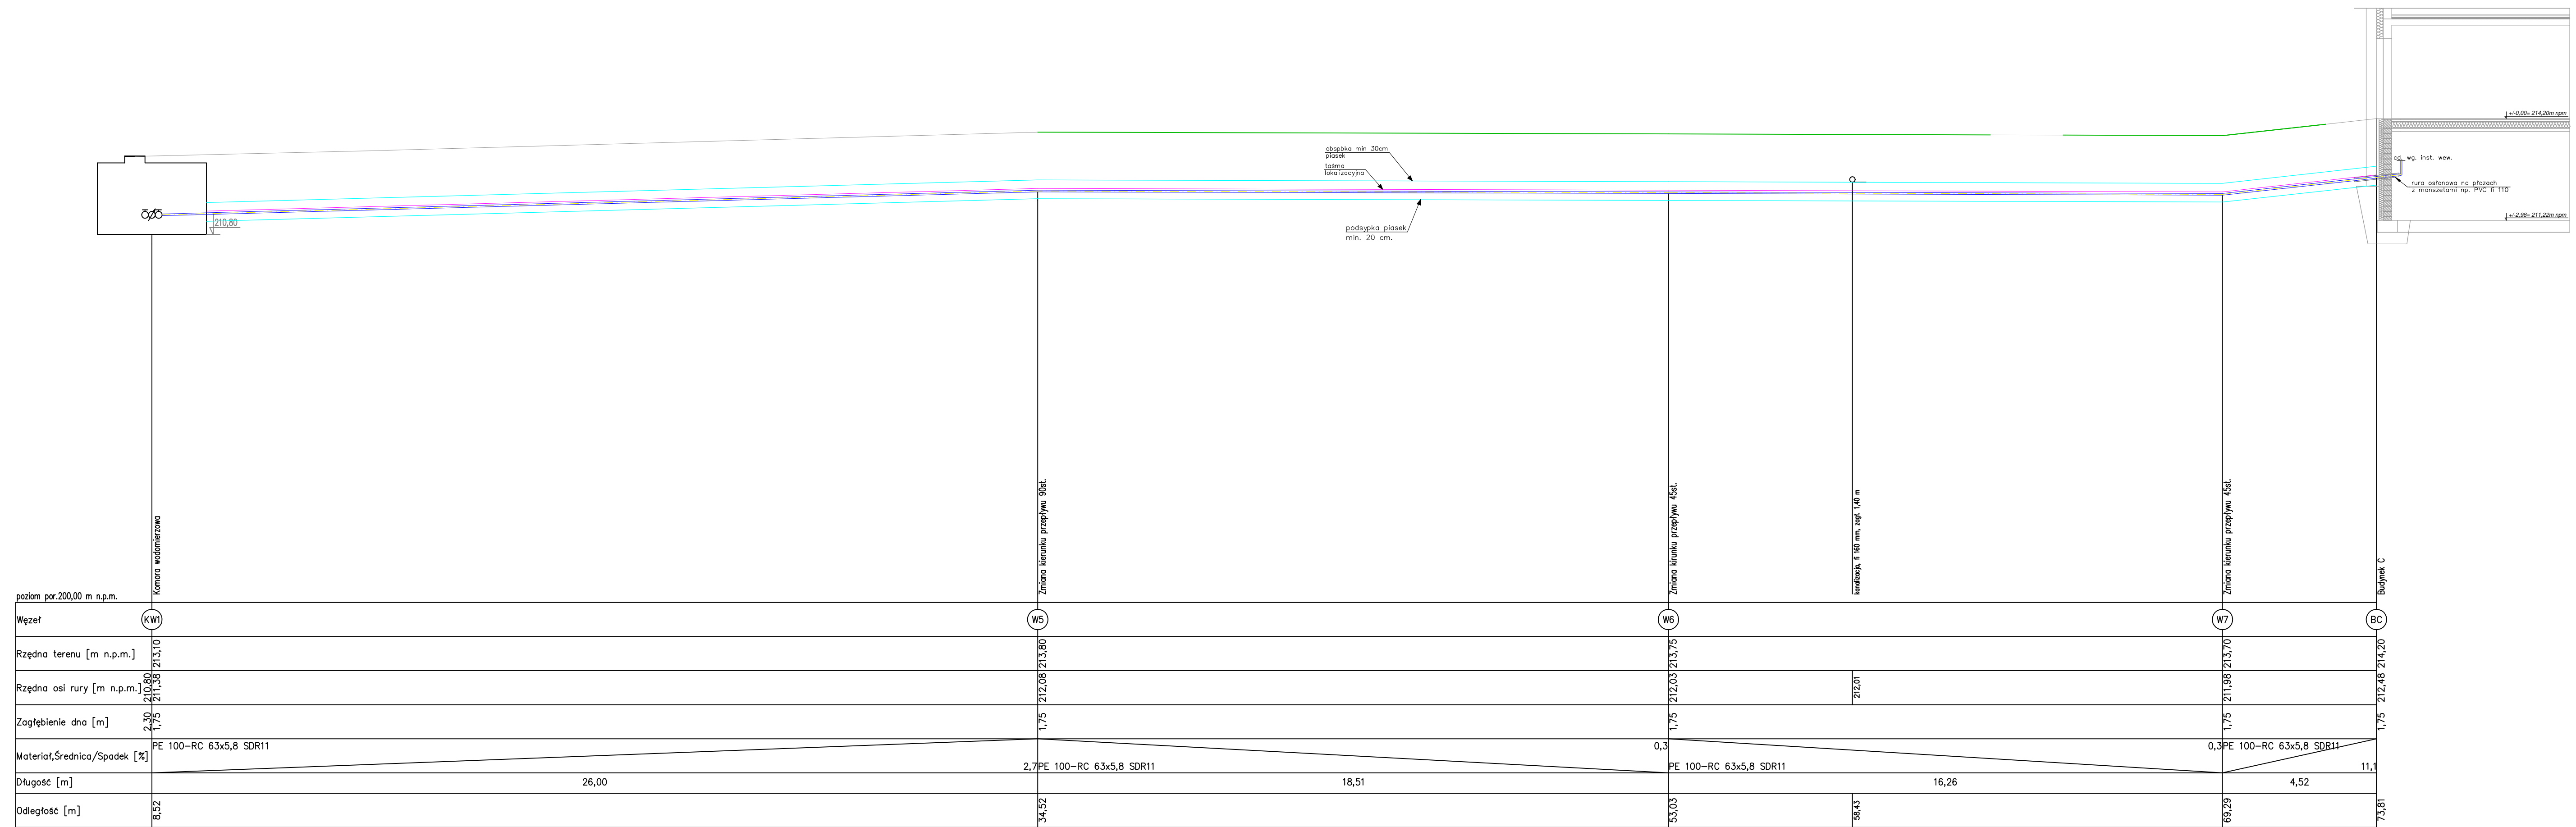 +/-0,00= 214,20m npm
obspbka min 30cm
piasek
taśma
lokalizacyjna
cd. wg. inst. wew.
rura osłonowa na płozach
z manszetami np. PVC fi 110
210,80
podsypka piasek
min. 20 cm.
+/-2,98= 211,22m npm
Komora wodomierzowa
Zmiana kierunku przepływu 90st.
Zmiana kirunku przepływu 45st.
kanalizacja, fi 160 mm, zagł. 1,40 m
Zmiana kierunku przepływu 45st.
Budynek C
poziom por.200,00 m n.p.m.
Węzeł KW1 W5 W6 W7 BC
Rzędna terenu [m n.p.m.] 213,10 213,80 213,75 213,70 214,20
Rzędna osi rury [m n.p.m.] 210,80 211,38 212,08 212,03 212,01 211,98 212,48
Zagłębienie dna [m] 2,30 1,75 1,75 1,75 1,75 1,75
PE 100-RC 63x5,8 SDR11 0,3 0,3 PE 100-RC 63x5,8 SDR11
Materiał,Średnica/Spadek [%]
2,7 PE 100-RC 63x5,8 SDR11 PE 100-RC 63x5,8 SDR11 11,1
Długość [m] 26,00 18,51 16,26 4,52
Odległość [m] 8,52 34,52 53,03 58,43 69,29 73,81